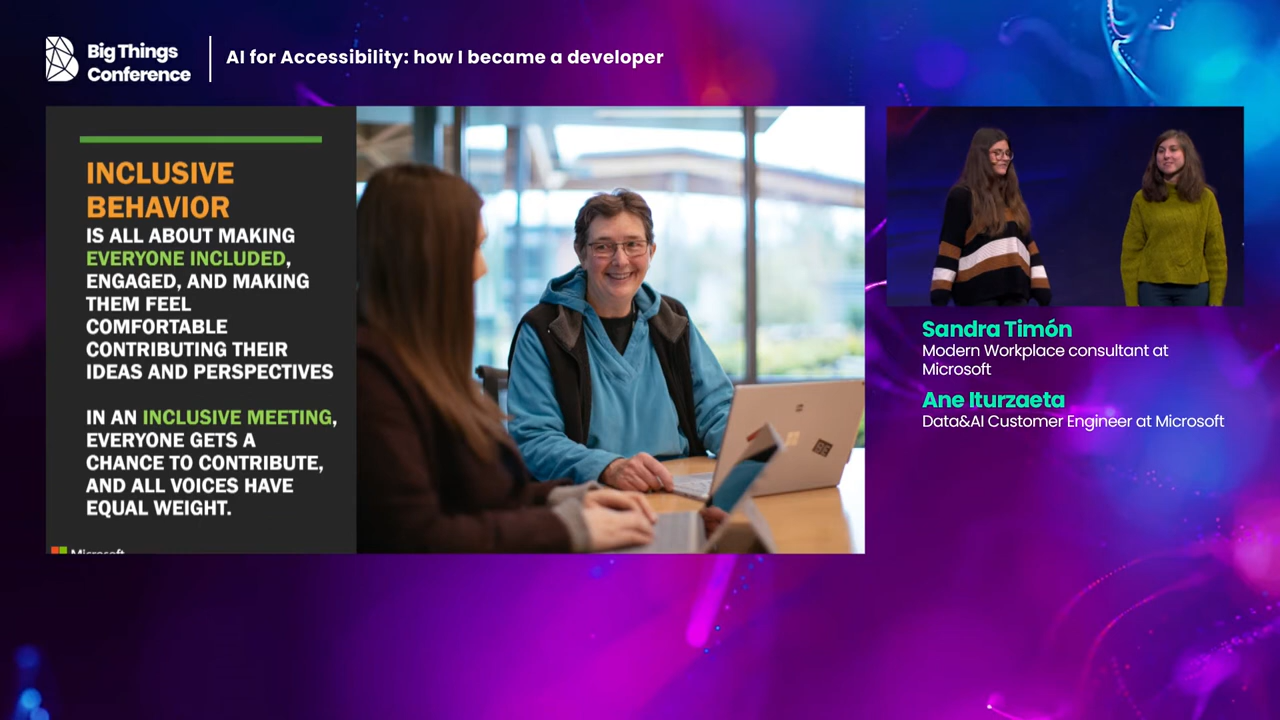 Big Things
Conference
AI for Accessibility: how I became a developer
INCLUSIVE
BEHAVIOR
IS ALL ABOUT MAKING
EVERYONE INCLUDED,
ENGAGED, AND MAKING
THEM FEEL
COMFORTABLE
CONTRIBUTING THEIR
IDEAS AND PERSPECTIVES
IN AN INCLUSIVE MEETING,
EVERYONE GETS A
CHANCE TO CONTRIBUTE,
AND ALL VOICES HAVE
EQUAL WEIGHT.
Microsoft
Sandra Timón
Modern Workplace consultant at
Microsoft
Ane Iturzaeta
Data&AI Customer Engineer at Microsoft